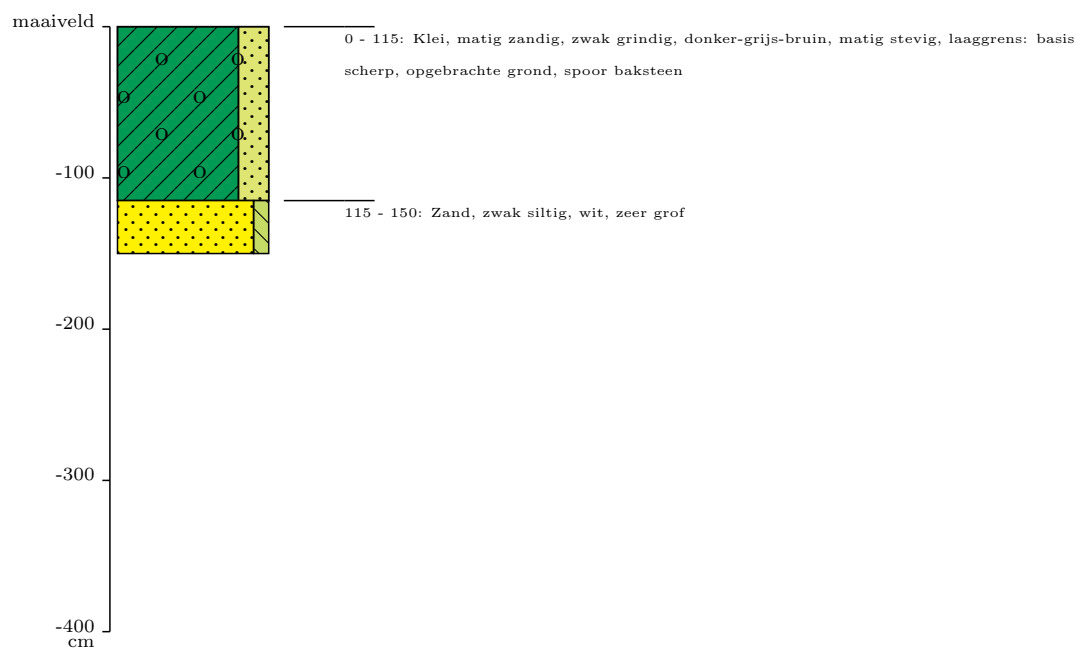 maaiveld
0 - 115: Klei, matig zandig, zwak grindig, donker-grijs-bruin, matig stevig, laaggrens: basis
scherp, opgebrachte grond, spoor baksteen
-100
115 - 150: Zand, zwak siltig, wit, zeer grof
-200
-300
-400
cm